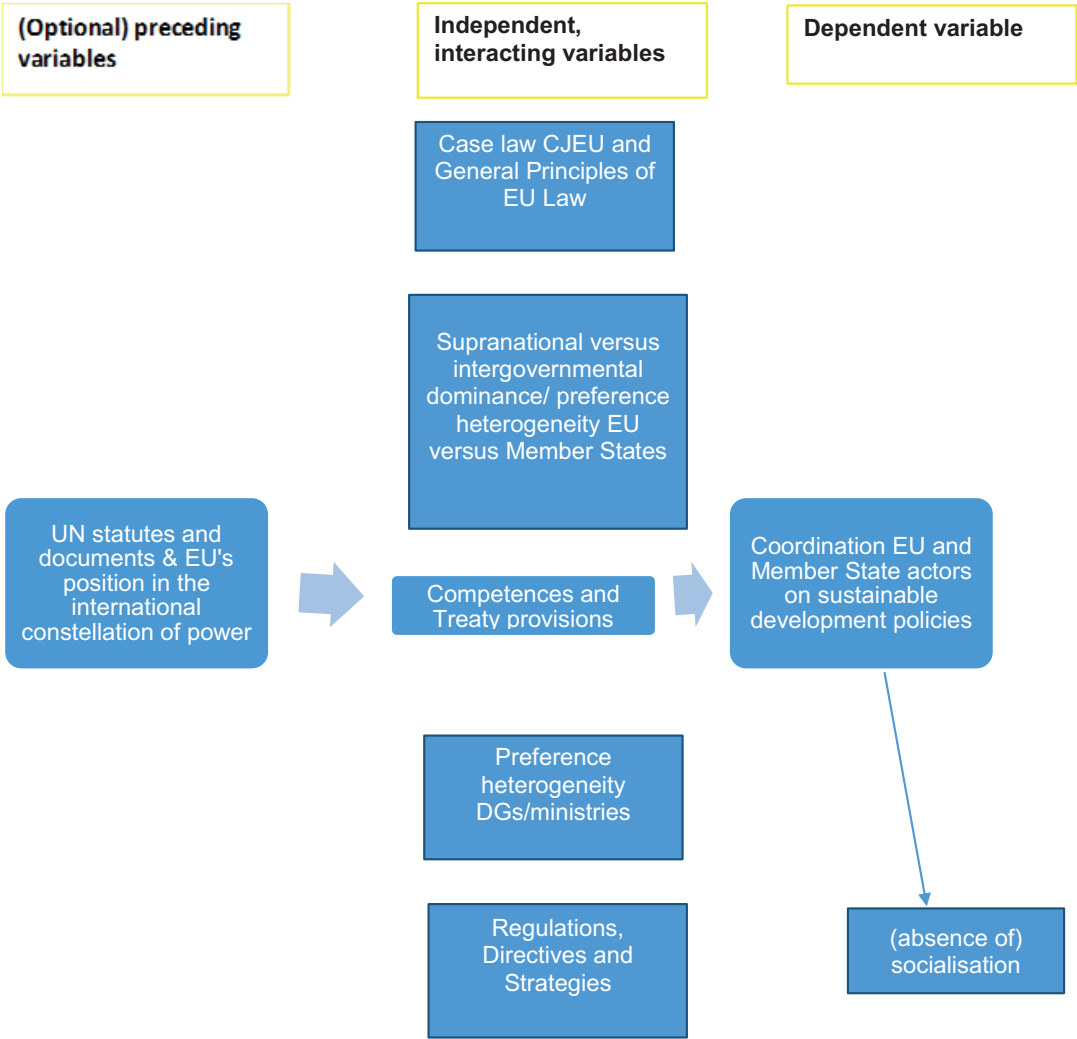 (Optional) preceding
variables
Independent,
interacting variables
Dependent variable
Case law CJEU and
General Principles of
EU Law
Supranational versus
intergovernmental
dominance/ preference
heterogeneity EU
versus Member States
UN statutes and
documents & EU's
position in the
international
constellation of power
Competences and
Treaty provisions
Coordination EU and
Member State actors
on sustainable
development policies
Preference
heterogeneity
DGs/ministries
Regulations,
Directives and
Strategies
(absence of)
socialisation